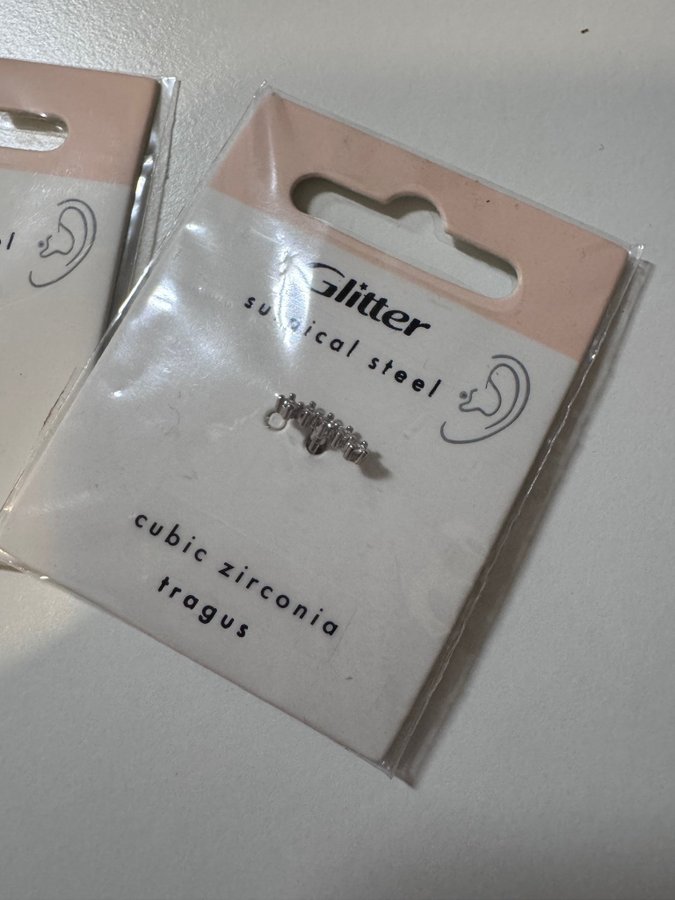 Glitter
surgical steel
cubic zirconia
tragus
l